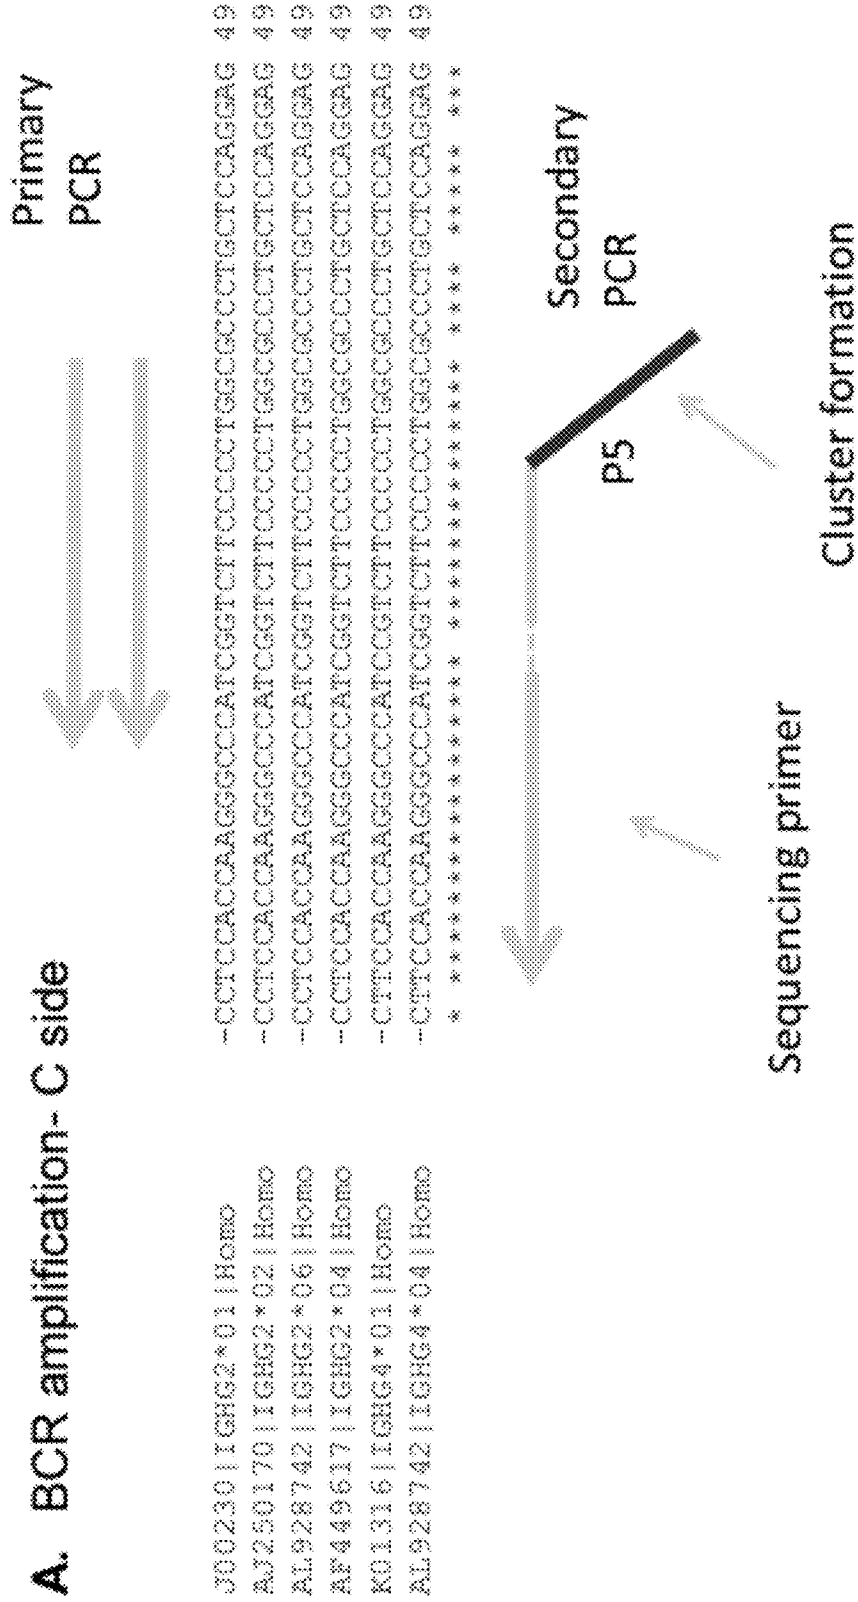 A. BCR amplification- C side
Primary
PCR
J00230|IGHG2*01|Homo -CCTCCACCAAGGGCCCATCGGTCTTCCCCCTGGCGCCCTGCTCCAGGAG 49
AJ250170|IGHG2*02|Homo -CCTCCACCAAGGGCCCATCGGTCTTCCCCCTGGCGCCCTGCTCCAGGAG 49
AL928742|IGHG2*06|Homo -CCTCCACCAAGGGCCCATCGGTCTTCCCCCTGGCGCCCTGCTCCAGGAG 49
AF449617|IGHG2*04|Homo -CCTCCACCAAGGGCCCATCGGTCTTCCCCCTGGCGCCCTGCTCCAGGAG 49
K01316|IGHG4*01|Homo -CTTCCACCAAGGGCCCATCCGTCTTCCCCCTGGCGCCCTGCTCCAGGAG 49
AL928742|IGHG4*04|Homo -CTTCCACCAAGGGCCCATCGGTCTTCCCCCTGGCGCCCTGCTCCAGGAG 49
* ***************** ************** **** ***** ***
Secondary
PCR
P5
Sequencing primer
Cluster formation